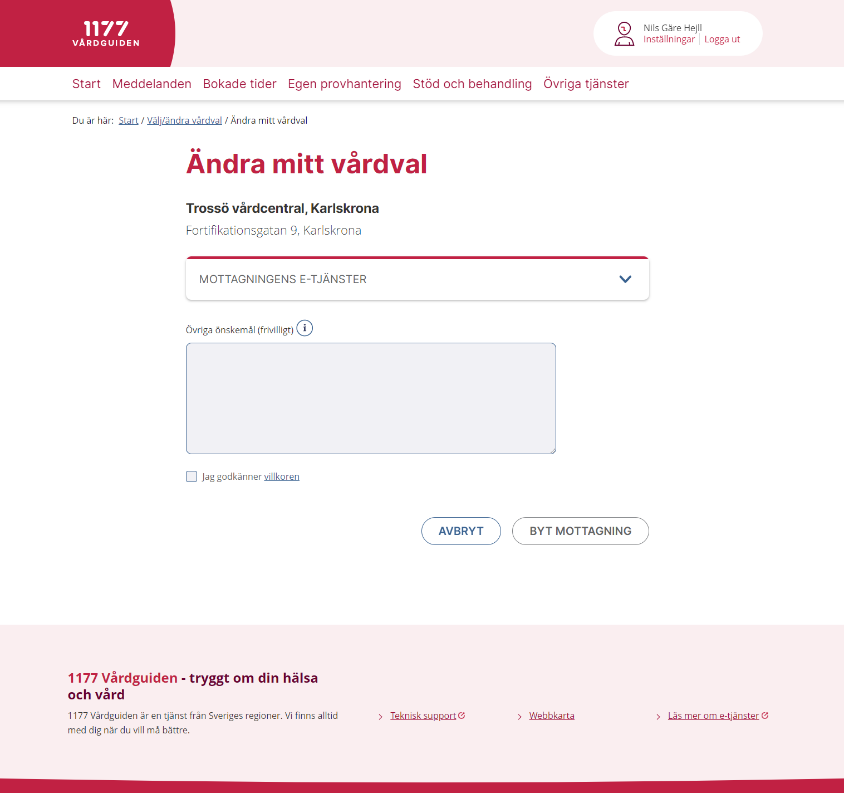 1177
VÅRDGUIDEN
Nils Gåre Hejll
Inställningar | Logga ut
Start Meddelanden Bokade tider Egen provhantering Stöd och behandling Övriga tjänster
Du är här: Start / Välj/ändra vårdval / Ändra mitt vårdval
Ändra mitt vårdval
Trossö vårdcentral, Karlskrona
Fortifikationsgatan 9, Karlskrona
MOTTAGNINGENS E-TJÄNSTER
Övriga önskemål (frivilligt) i
Jag godkänner villkoren
AVBRYT BYT MOTTAGNING
1177 Vårdguiden - tryggt om din hälsa
och vård
1177 Vårdguiden är en tjänst från Sveriges regioner. Vi finns alltid
med dig när du vill må bättre.
Teknisk support Webbkarta Läs mer om e-tjänster